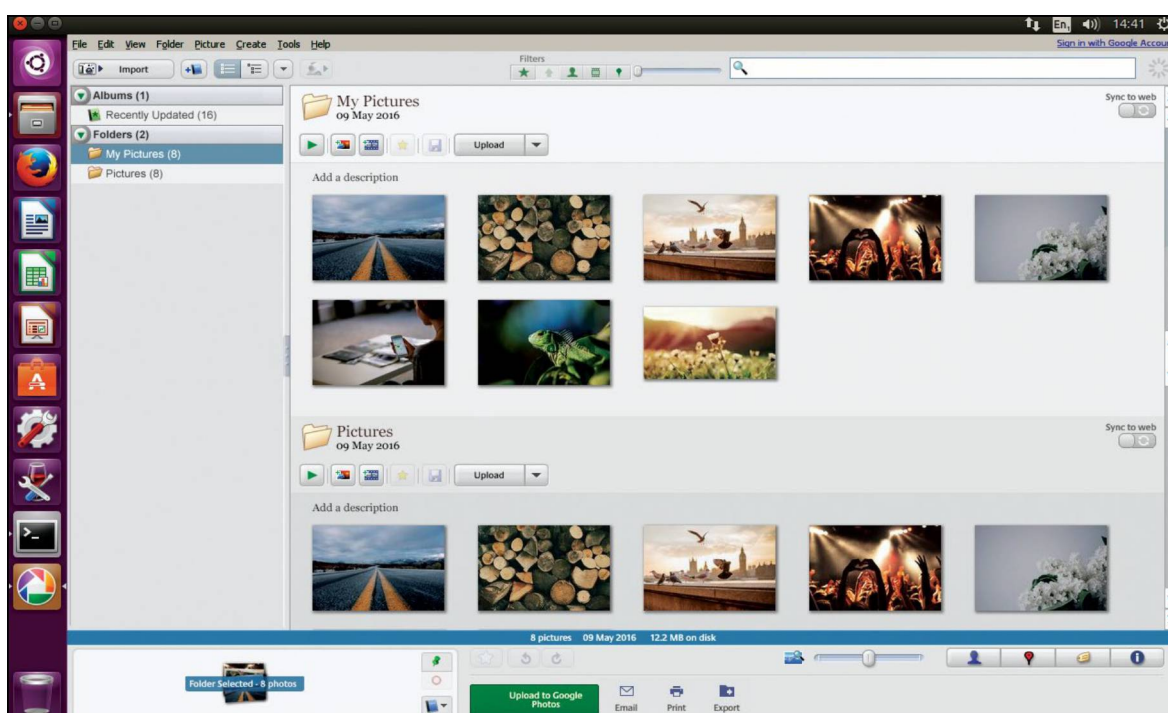 En1 14:41
File Edit View Folder Picture Create Tools Help
Sign in with Google Accou
Import
Filters
Albums (1)
Recently Updated (16)
Folders (2)
My Pictures (8)
Pictures (8)
My Pictures
09 May 2016
Sync to web
Upload
Add a description
Pictures
09 May 2016
Sync to web
Upload
Add a description
8 pictures 09 May 2016 12.2 MB on disk
Folder Selected - 8 photos
Upload to Google
Photos
Email Print Export